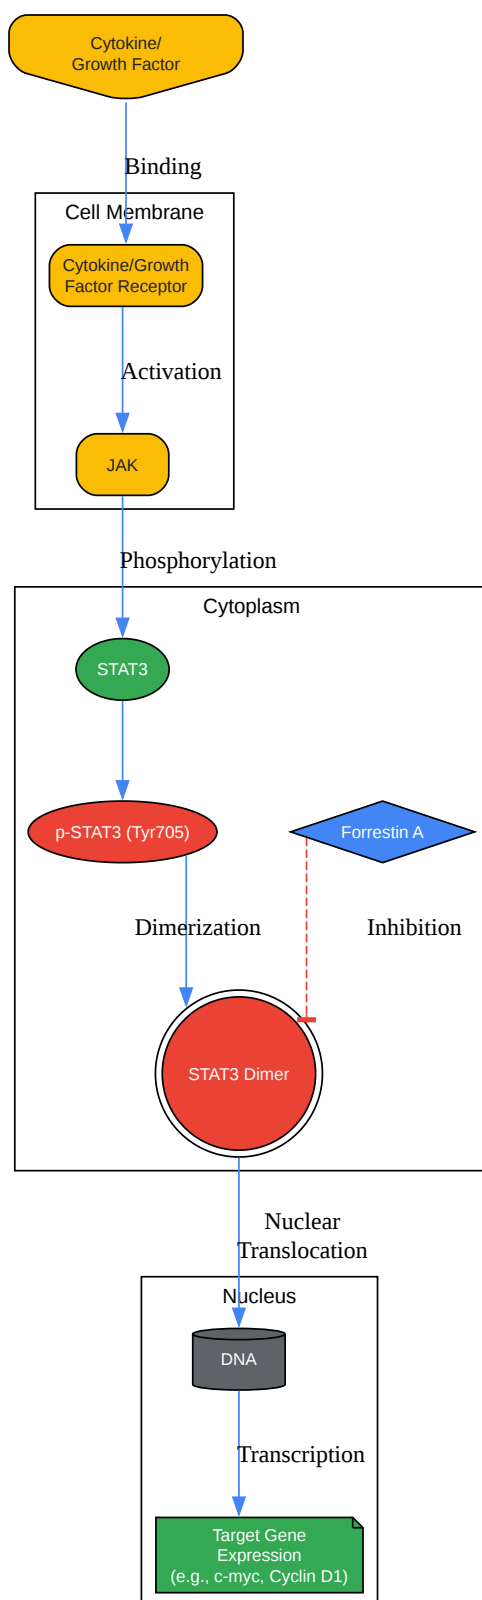 Cytokine/
Growth Factor
Binding
Cell Membrane
Cytokine/Growth
Factor Receptor
Activation
JAK
Phosphorylation
Cytoplasm
STAT3
p-STAT3 (Tyr705)
Forrestin A
Dimerization
Inhibition
STAT3 Dimer
Nuclear
Translocation
Nucleus
DNA
Transcription
Target Gene
Expression
(e.g., c-myc, Cyclin D1)